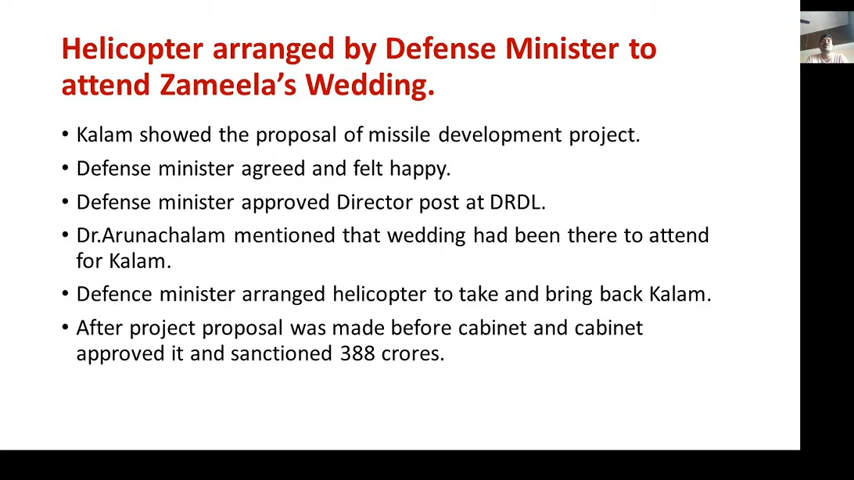 Helicopter arranged by Defense Minister to
attend Zameela’s Wedding.
• Kalam showed the proposal of missile development project.
• Defense minister agreed and felt happy.
• Defense minister approved Director post at DRDL.
• Dr.Arunachalam mentioned that wedding had been there to attend
for Kalam.
• Defence minister arranged helicopter to take and bring back Kalam.
• After project proposal was made before cabinet and cabinet
approved it and sanctioned 388 crores.